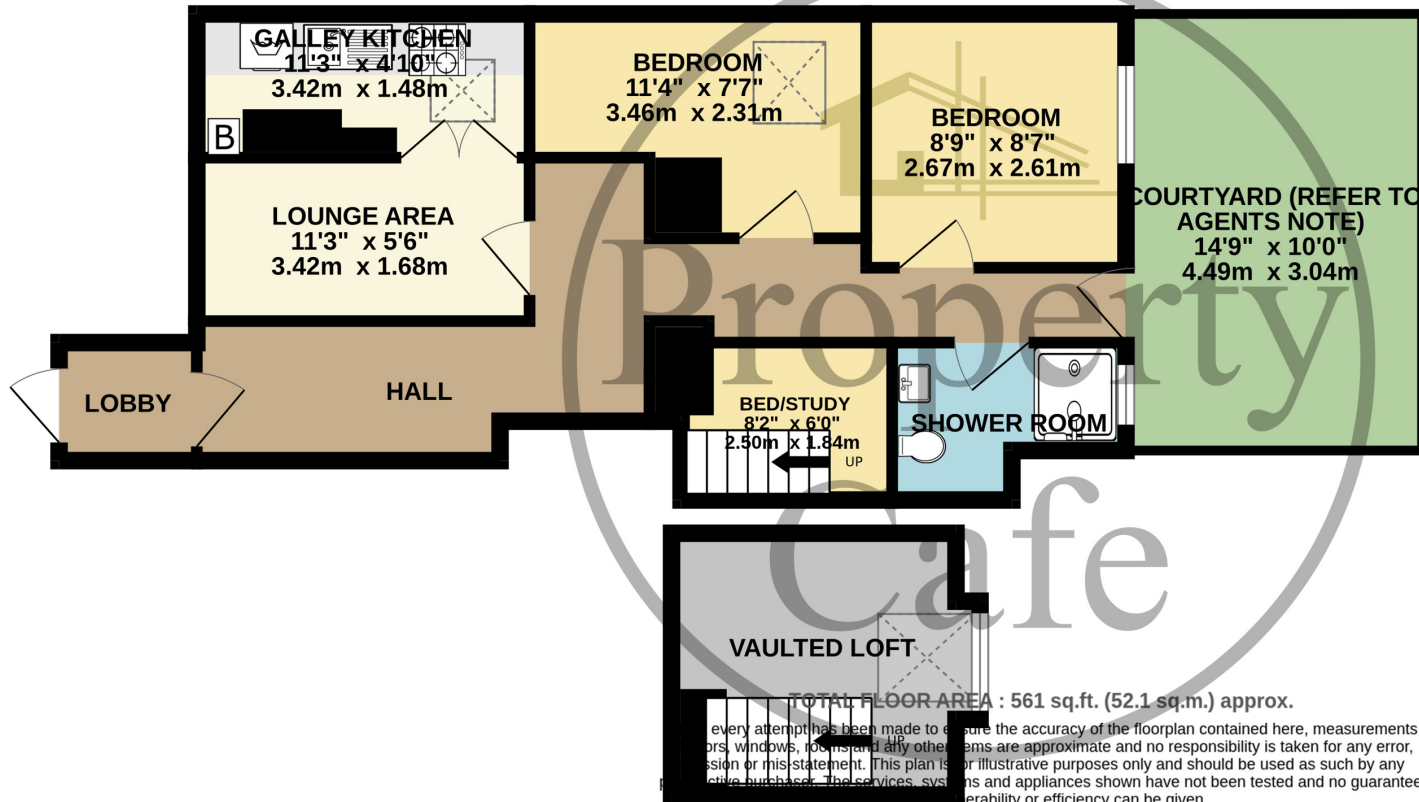 GALLEY KITCHEN
11'3" x 4'10"
3.42m x 1.48m
B
BEDROOM
11'4" x 7'7"
3.46m x 2.31m
BEDROOM
8'9" x 8'7"
2.67m x 2.61m
COURTYARD (REFER TO
AGENTS NOTE)
14'9" x 10'0"
4.49m x 3.04m
LOUNGE AREA
11'3" x 5'6"
3.42m x 1.68m
LOBBY
HALL
BED/STUDY
8'2" x 6'0"
2.50m x 1.84m
UP
SHOWER ROOM
Property
Cafe
VAULTED LOFT
UP
TOTAL FLOOR AREA : 561 sq.ft. (52.1 sq.m.) approx.
every attempt has been made to ensure the accuracy of the floorplan contained here, measurements
windows, rooms and any other items are approximate and no responsibility is taken for any error,
or mis-statement. This plan is for illustrative purposes only and should be used as such by any
purchaser. The services, systems and appliances shown have not been tested and no guarantee
or efficiency can be given